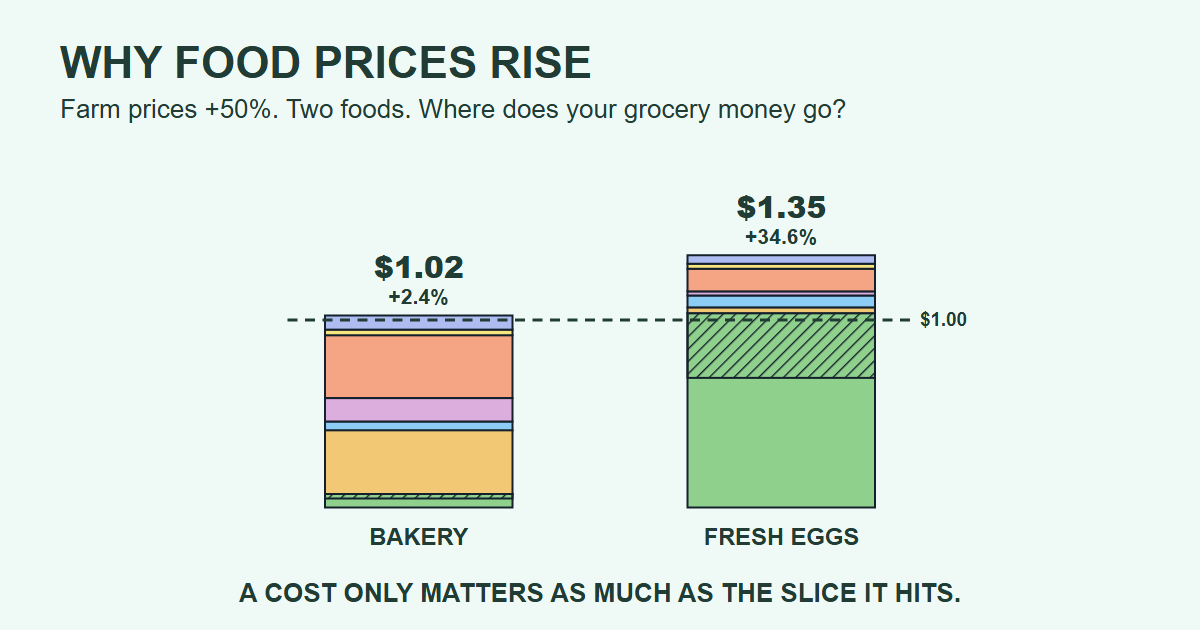 WHY FOOD PRICES RISE
Farm prices +50%. Two foods. Where does your grocery money go?
$1.35
+34.6%
$1.02
+2.4%
$1.00
BAKERY
FRESH EGGS
A COST ONLY MATTERS AS MUCH AS THE SLICE IT HITS.